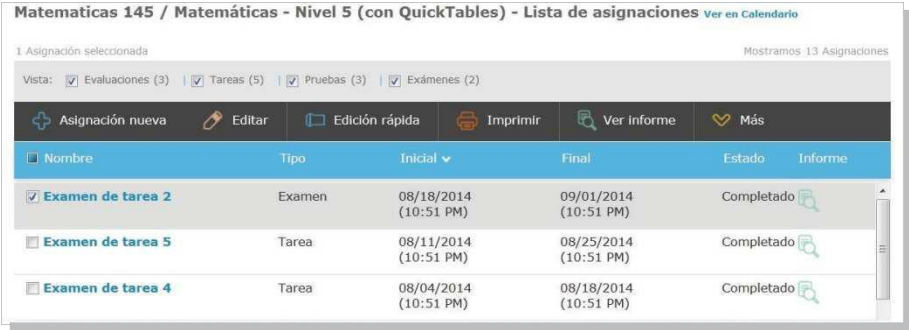 Matematicas 145 / Matemáticas - Nivel 5 (con QuickTables) - Lista de asignaciones Ver en Calendario
1 Asignación seleccionada Mostramos 13 Asignaciones
Vista: Evaluaciones (3) | Tareas (5) | Pruebas (3) | Exámenes (2)
Asignación nueva Editar Edición rápida Imprimir Ver informe Más
Nombre Tipo Inicial Final Estado Informe
Examen de tarea 2 Examen 08/18/2014 09/01/2014 Completado
(10:51 PM) (10:51 PM)
Examen de tarea 5 Tarea 08/11/2014 08/25/2014 Completado
(10:51 PM) (10:51 PM)
Examen de tarea 4 Tarea 08/04/2014 08/18/2014 Completado
(10:51 PM) (10:51 PM)